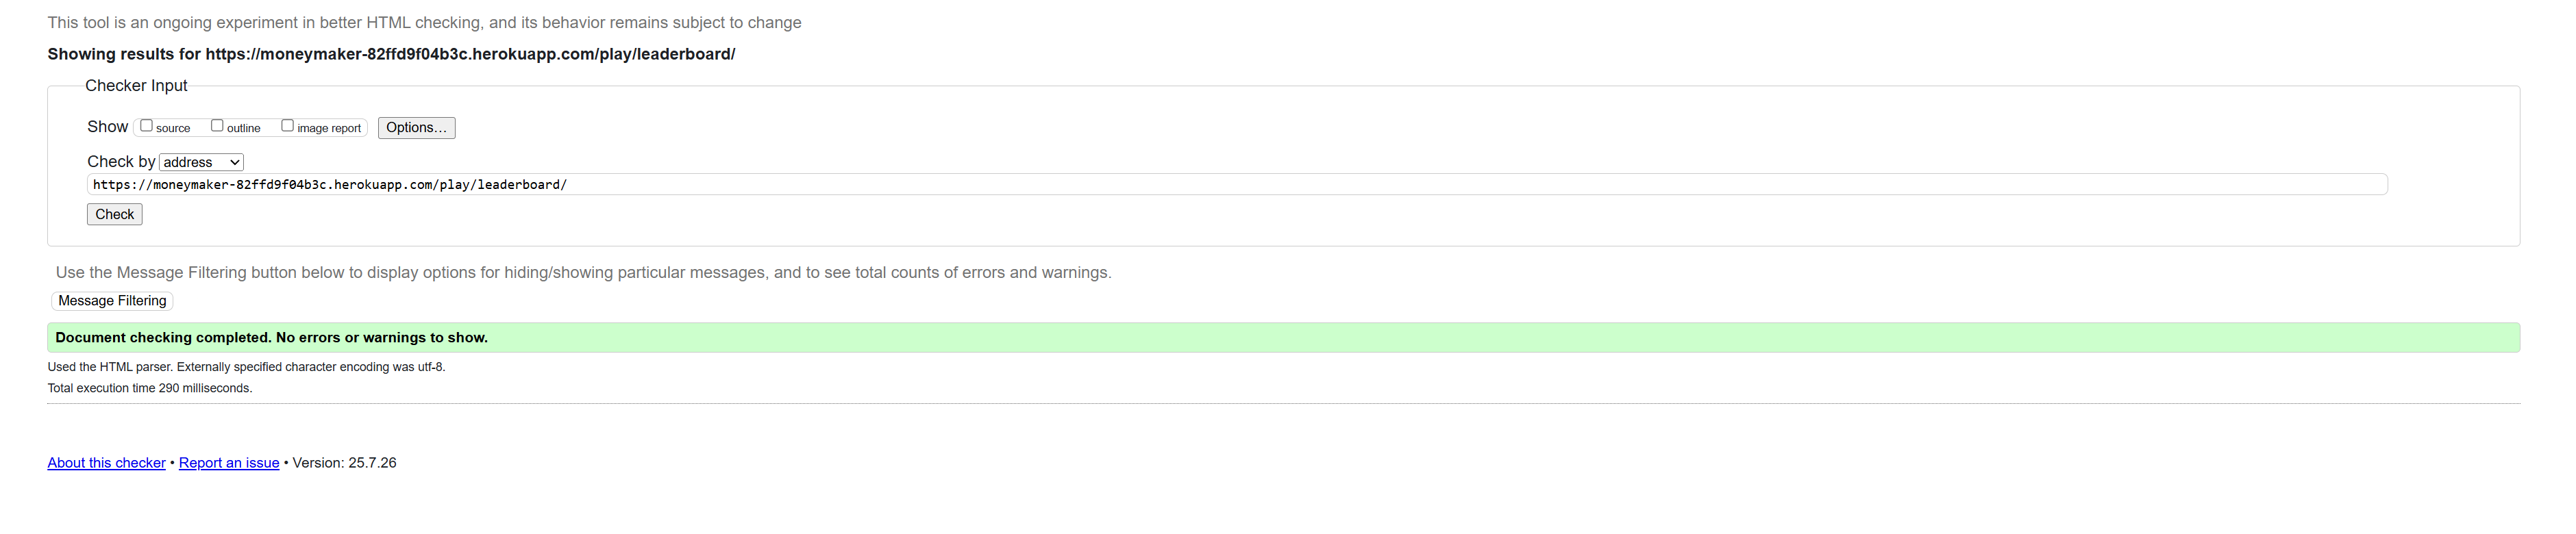 This tool is an ongoing experiment in better HTML checking, and its behavior remains subject to change
Showing results for https://moneymaker-82ffd9f04b3c.herokuapp.com/play/leaderboard/
Checker Input
Show source outline image report Options...
Check by address
https://moneymaker-82ffd9f04b3c.herokuapp.com/play/leaderboard/
Check
Use the Message Filtering button below to display options for hiding/showing particular messages, and to see total counts of errors and warnings.
Message Filtering
Document checking completed. No errors or warnings to show.
Used the HTML parser. Externally specified character encoding was utf-8.
Total execution time 290 milliseconds.
About this checker • Report an issue • Version: 25.7.26